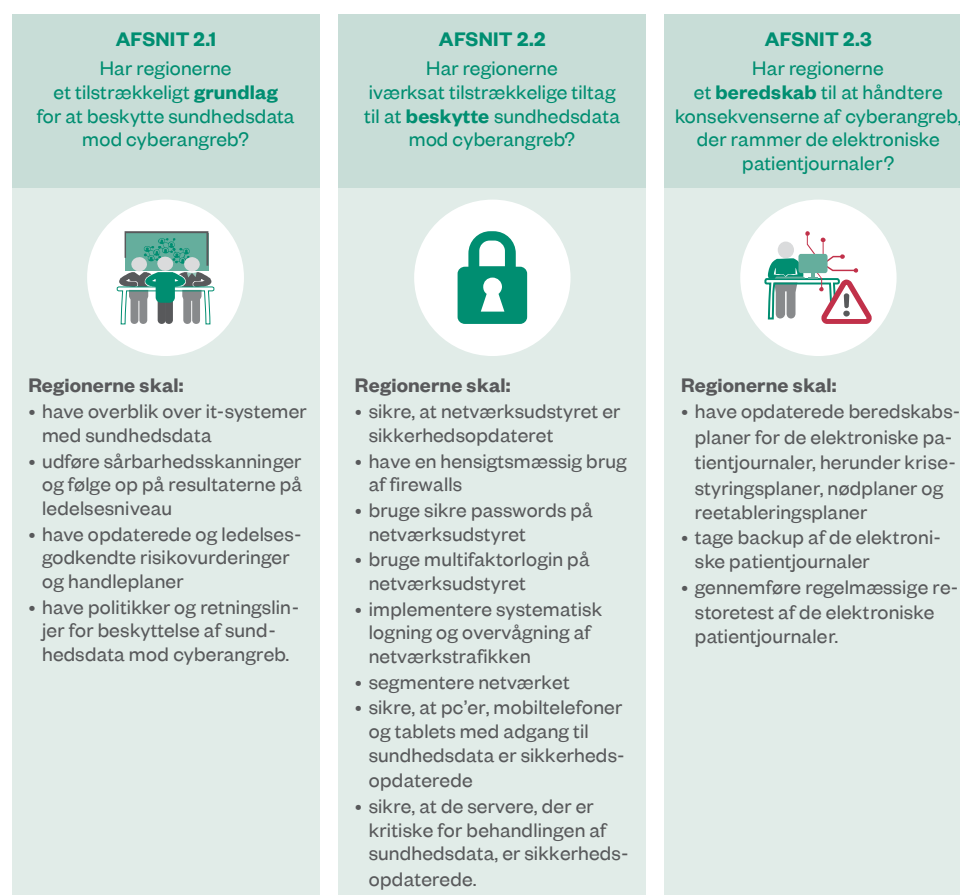 AFSNIT 2.1
Har regionerne
et tilstrækkeligt grundlag
for at beskytte sundhedsdata
mod cyberangreb?
Regionerne skal:
• have overblik over it-systemer
med sundhedsdata
• udføre sårbarhedsskanninger
og følge op på resultaterne på
ledelsesniveau
• have opdaterede og ledelses-
godkendte risikovurderinger
og handleplaner
• have politikker og retningslin-
jer for beskyttelse af sund-
hedsdata mod cyberangreb.
AFSNIT 2.2
Har regionerne
iværksat tilstrækkelige tiltag
til at beskytte sundhedsdata
mod cyberangreb?
Regionerne skal:
• sikre, at netværksudstyret er
sikkerhedsopdateret
• have en hensigtsmæssig brug
af firewalls
• bruge sikre passwords på
netværksudstyret
• bruge multifaktorlogin på
netværksudstyret
• implementere systematisk
logning og overvågning af
netværkstrafikken
• segmentere netværket
• sikre, at pc'er, mobiltelefoner
og tablets med adgang til
sundhedsdata er sikkerheds-
opdaterede
• sikre, at de servere, der er
kritiske for behandlingen af
sundhedsdata, er sikkerheds-
opdaterede.
AFSNIT 2.3
Har regionerne
et beredskab til at håndtere
konsekvenserne af cyberangreb,
der rammer de elektroniske
patientjournaler?
Regionerne skal:
• have opdaterede beredskabs-
planer for de elektroniske pa-
tientjournaler, herunder krise-
styringsplaner, nødplaner og
reetableringsplaner
• tage backup af de elektroni-
ske patientjournaler
• gennemføre regelmæssige re-
storetest af de elektroniske
patientjournaler.